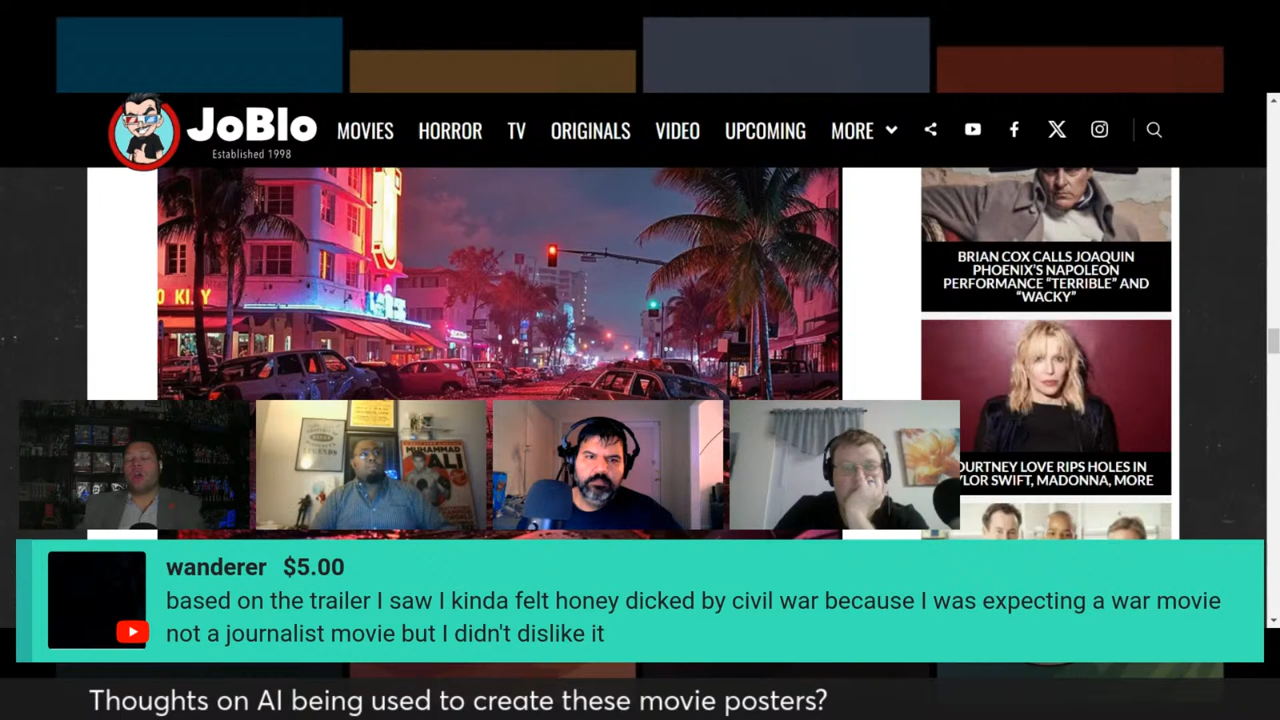 JoBlo
Established 1998
MOVIES HORROR TV ORIGINALS VIDEO UPCOMING MORE
BRIAN COX CALLS JOAQUIN
PHOENIX'S NAPOLEON
PERFORMANCE "TERRIBLE" AND
"WACKY"
OURTNEY LOVE RIPS HOLES IN
YLOR SWIFT, MADONNA, MORE
LEGENDS
MUHAMMAD
ALI
wanderer $5.00
based on the trailer I saw I kinda felt honey dicked by civil war because I was expecting a war movie
not a journalist movie but I didn't dislike it
Thoughts on AI being used to create these movie posters?